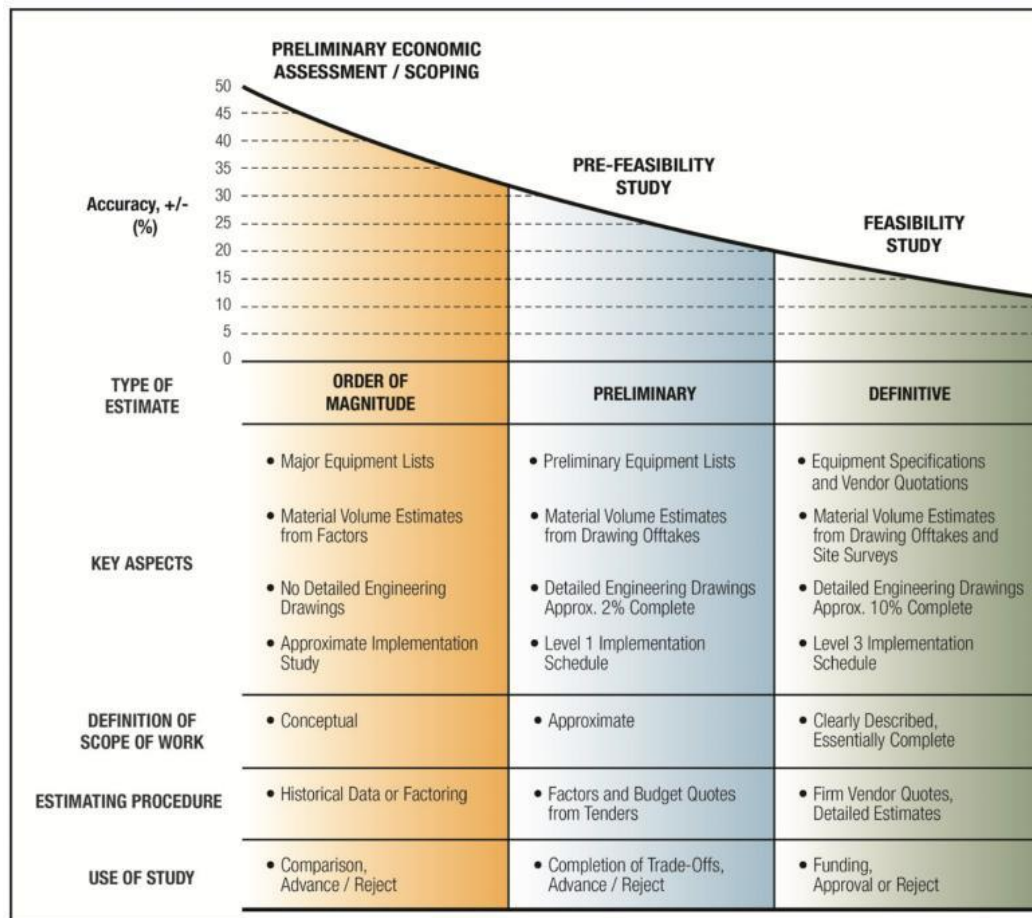 PRELIMINARY ECONOMIC
ASSESSMENT / SCOPING
50
45
40
35
30
25
20
15
10
5
0
Accuracy, +/-
(%)
PRE-FEASIBILITY
STUDY
FEASIBILITY
STUDY
TYPE OF
ESTIMATE
ORDER OF
MAGNITUDE
PRELIMINARY
DEFINITIVE
KEY ASPECTS
• Major Equipment Lists
• Material Volume Estimates
from Factors
• No Detailed Engineering
Drawings
• Approximate Implementation
Study
• Preliminary Equipment Lists
• Material Volume Estimates
from Drawing Offtakes
• Detailed Engineering Drawings
Approx. 2% Complete
• Level 1 Implementation
Schedule
• Equipment Specifications
and Vendor Quotations
• Material Volume Estimates
from Drawing Offtakes and
Site Surveys
• Detailed Engineering Drawings
Approx. 10% Complete
• Level 3 Implementation
Schedule
DEFINITION OF
SCOPE OF WORK
• Conceptual
• Approximate
• Clearly Described,
Essentially Complete
ESTIMATING PROCEDURE
• Historical Data or Factoring
• Factors and Budget Quotes
from Tenders
• Firm Vendor Quotes,
Detailed Estimates
USE OF STUDY
• Comparison,
Advance / Reject
• Completion of Trade-Offs,
Advance / Reject
• Funding,
Approval or Reject